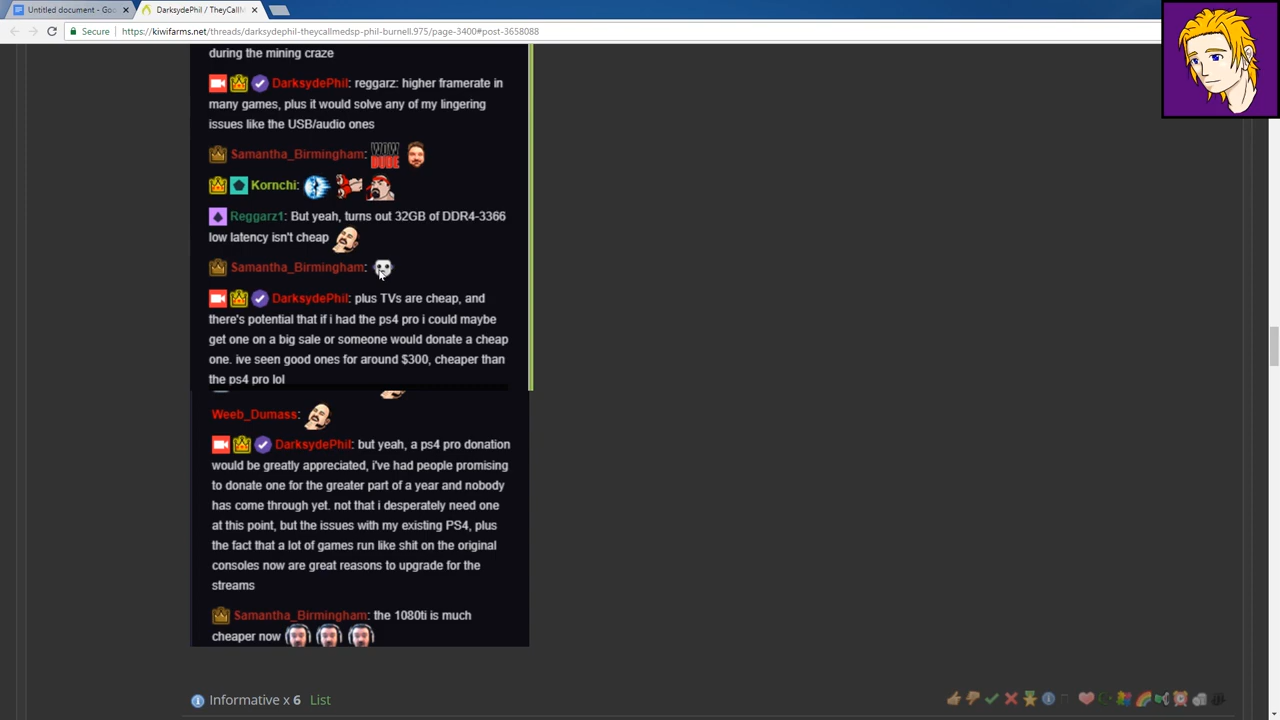 Untitled document - Goo
DarksydePhil / TheyCallM
Secure
https://kiwifarms.net/threads/darksydephil-theycallmedsp-phil-burnell.975/page-3400#post-3658088
during the mining craze
DarksydePhil: reggarz: higher framerate in
many games, plus it would solve any of my lingering
issues like the USB/audio ones
Samantha_Birmingham: WOW
DUDE
Kornchi:
Reggarz1: But yeah, turns out 32GB of DDR4-3366
low latency isn't cheap
Samantha_Birmingham:
DarksydePhil: plus TVs are cheap, and
there's potential that if i had the ps4 pro i could maybe
get one on a big sale or someone would donate a cheap
one. ive seen good ones for around $300, cheaper than
the ps4 pro lol
Weeb_Dumass:
DarksydePhil: but yeah, a ps4 pro donation
would be greatly appreciated, i've had people promising
to donate one for the greater part of a year and nobody
has come through yet. not that i desperately need one
at this point, but the issues with my existing PS4, plus
the fact that a lot of games run like shit on the original
consoles now are great reasons to upgrade for the
streams
Samantha_Birmingham: the 1080ti is much
cheaper now
Informative x 6 List